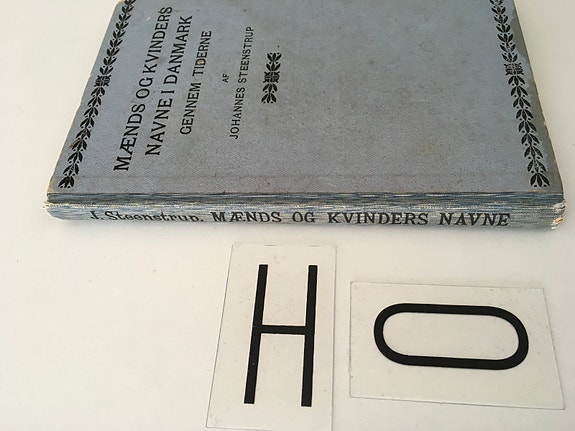 MÆNDS OG KVINDERS
NAVNE I DANMARK
GENNEM TIDERNE
AF
JOHANNES STEENSTRUP
J. Steenstrup. MÆNDS OG KVINDERS NAVNE
H O